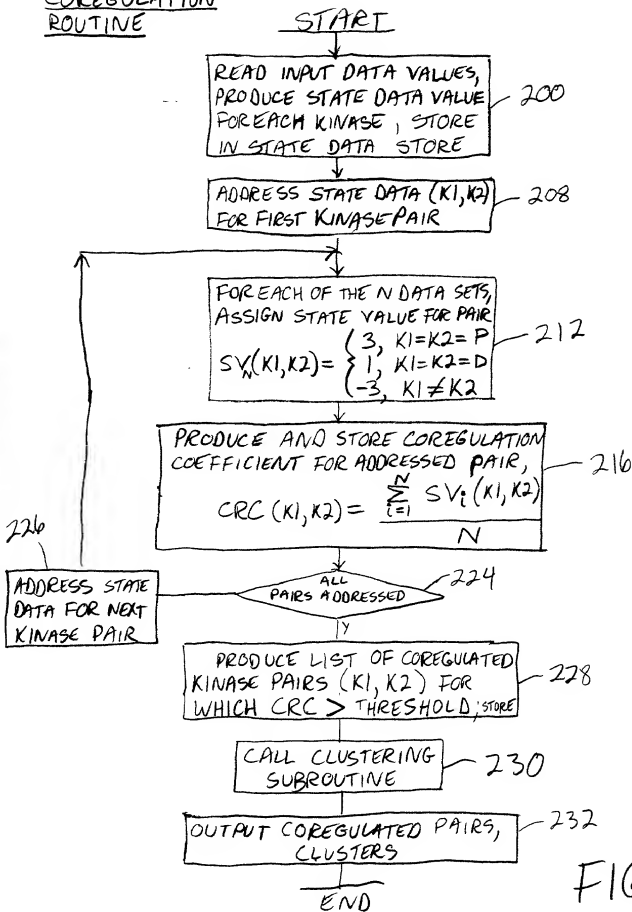 COREGULATION
ROUTINE
START
READ INPUT DATA VALUES,
PRODUCE STATE DATA VALUE
FOR EACH KINASE, STORE
IN STATE DATA STORE
200
ADDRESS STATE DATA (K1,K2)
FOR FIRST KINASE PAIR
208
FOR EACH OF THE N DATA SETS,
ASSIGN STATE VALUE FOR PAIR
SVN(K1,K2)= { 3, K1=K2=P
1, K1=K2=D
-3, K1≠K2
212
PRODUCE AND STORE COREGULATION
COEFFICIENT FOR ADDRESSED PAIR,
CRC (K1,K2) = N Σ i=1 SVi (K1,K2)
N
216
226
ADDRESS STATE
DATA FOR NEXT
KINASE PAIR
ALL
PAIRS ADDRESSED
224
Y
PRODUCE LIST OF COREGULATED
KINASE PAIRS (K1,K2) FOR
WHICH CRC > THRESHOLD; STORE
228
CALL CLUSTERING
SUBROUTINE
230
OUTPUT COREGULATED PAIRS,
CLUSTERS
232
END
FIG